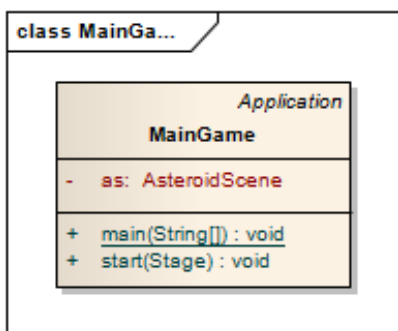 class MainGa...
Application
MainGame
- as: AsteroidScene
+ main(String[]) : void
+ start(Stage) : void